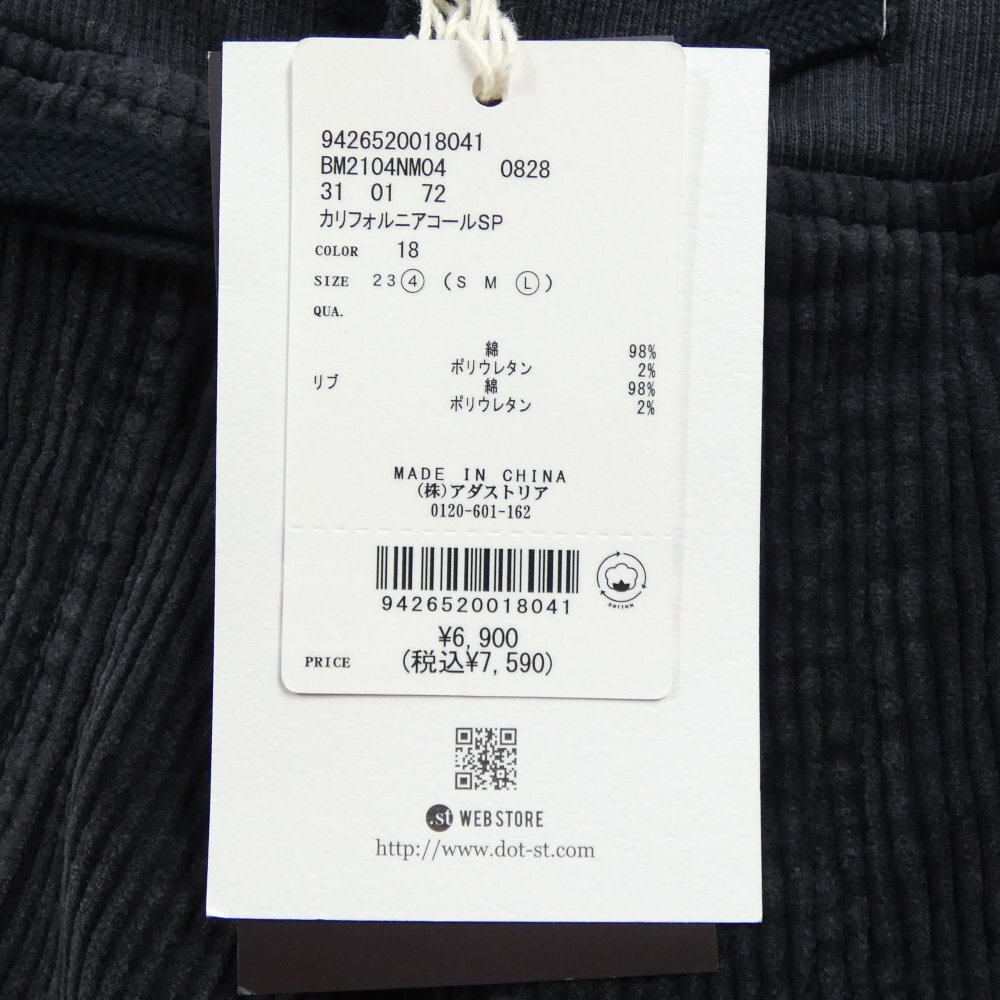 9426520018041
BM2104NM04 0828
31 01 72
カリフォルニアコールSP
COLOR 18
SIZE 2 3 ④ ( S M Ⓛ )
QUA.
綿 98%
ポリウレタン 2%
リブ 綿 98%
ポリウレタン 2%
MADE IN CHINA
(株)アダストリア
0120-601-162
9426520018041
COTTON
¥6,900
PRICE (税込¥7,590)
.st WEB STORE
http://www.dot-st.com